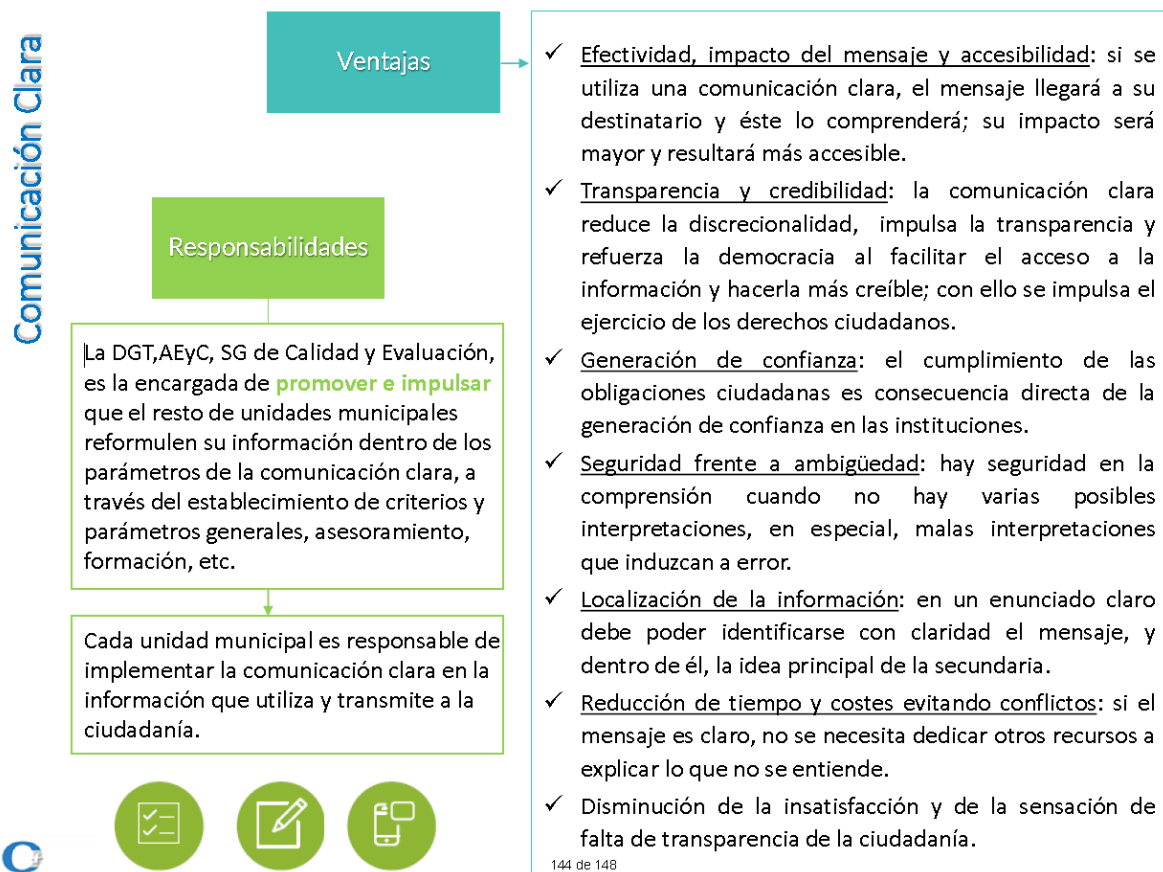 Comunicación Clara
Ventajas
Responsabilidades
La DGT,AEyC, SG de Calidad y Evaluación,
es la encargada de promover e impulsar
que el resto de unidades municipales
reformulen su información dentro de los
parámetros de la comunicación clara, a
través del establecimiento de criterios y
parámetros generales, asesoramiento,
formación, etc.
Cada unidad municipal es responsable de
implementar la comunicación clara en la
información que utiliza y transmite a la
ciudadanía.
✓ Efectividad, impacto del mensaje y accesibilidad: si se
utiliza una comunicación clara, el mensaje llegará a su
destinatario y éste lo comprenderá; su impacto será
mayor y resultará más accesible.
✓ Transparencia y credibilidad: la comunicación clara
reduce la discrecionalidad, impulsa la transparencia y
refuerza la democracia al facilitar el acceso a la
información y hacerla más creíble; con ello se impulsa el
ejercicio de los derechos ciudadanos.
✓ Generación de confianza: el cumplimiento de las
obligaciones ciudadanas es consecuencia directa de la
generación de confianza en las instituciones.
✓ Seguridad frente a ambigüedad: hay seguridad en la
comprensión cuando no hay varias posibles
interpretaciones, en especial, malas interpretaciones
que induzcan a error.
✓ Localización de la información: en un enunciado claro
debe poder identificarse con claridad el mensaje, y
dentro de él, la idea principal de la secundaria.
✓ Reducción de tiempo y costes evitando conflictos: si el
mensaje es claro, no se necesita dedicar otros recursos a
explicar lo que no se entiende.
✓ Disminución de la insatisfacción y de la sensación de
falta de transparencia de la ciudadanía.
144 de 148